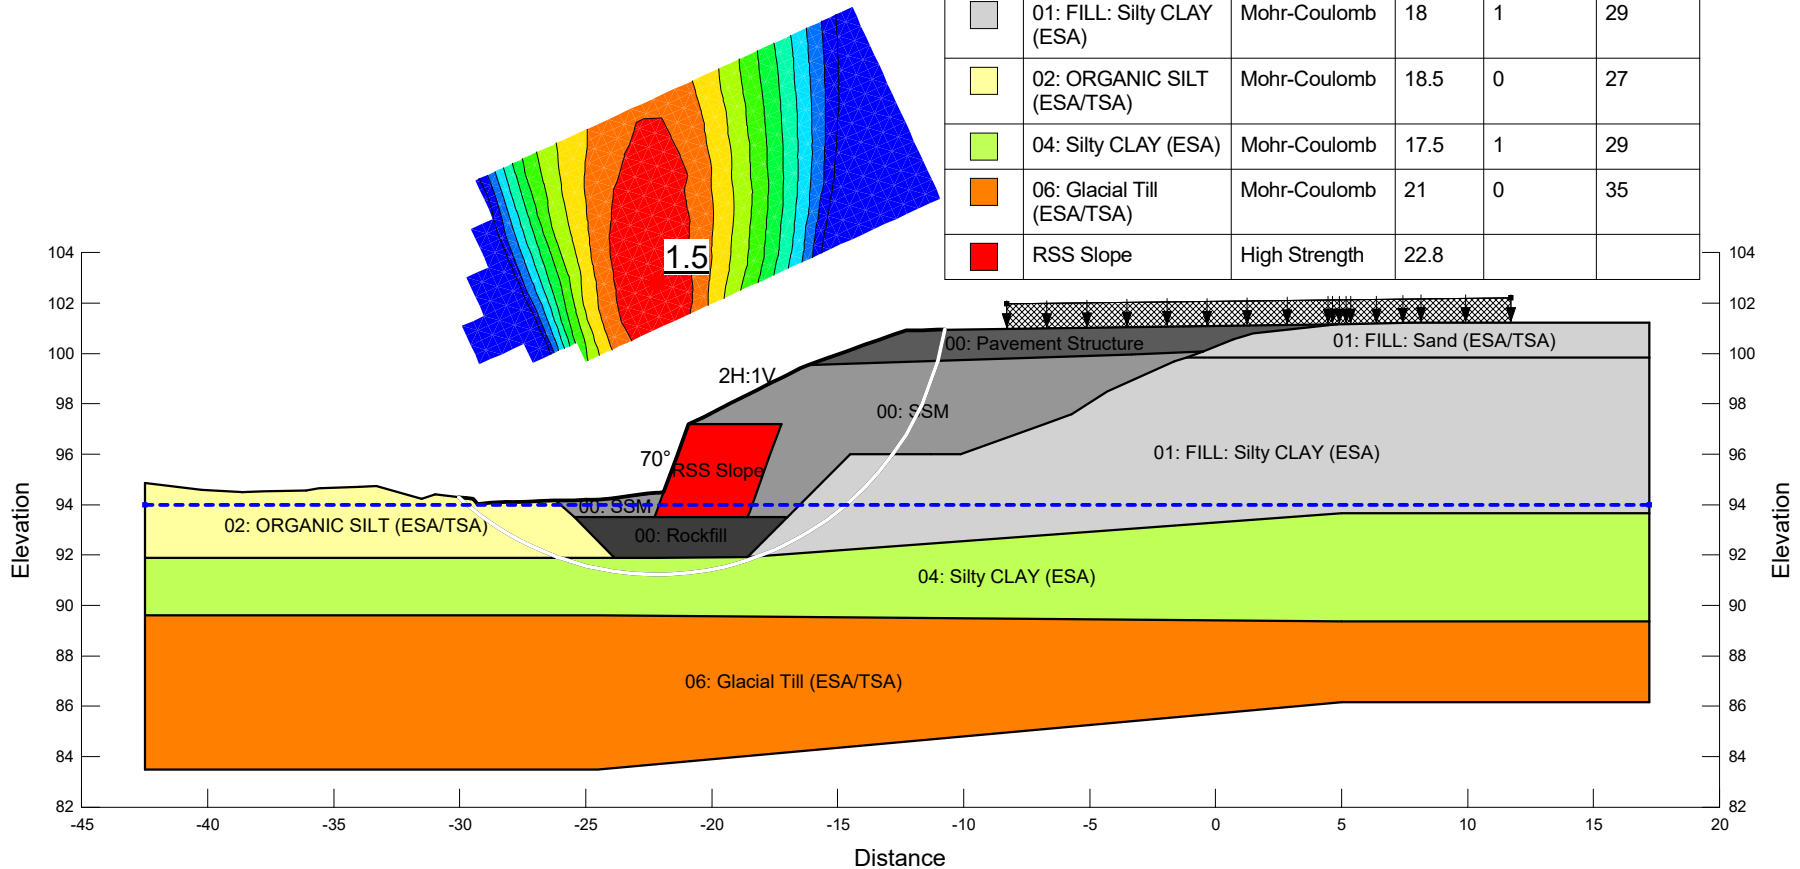 01: FILL: Silty CLAY (ESA) Mohr-Coulomb 18 1 29
02: ORGANIC SILT (ESA/TSA) Mohr-Coulomb 18.5 0 27
04: Silty CLAY (ESA) Mohr-Coulomb 17.5 1 29
06: Glacial Till (ESA/TSA) Mohr-Coulomb 21 0 35
RSS Slope High Strength 22.8
1.5
104
102
100
98
96
94
92
90
88
86
84
82
Elevation
104
102
100
98
96
94
92
90
88
86
84
82
Elevation
00: Pavement Structure
01: FILL: Sand (ESA/TSA)
2H:1V
00: SSM
01: FILL: Silty CLAY (ESA)
70°
RSS Slope
00: SSM
02: ORGANIC SILT (ESA/TSA)
00: Rockfill
04: Silty CLAY (ESA)
06: Glacial Till (ESA/TSA)
-45 -40 -35 -30 -25 -20 -15 -10 -5 0 5 10 15 20
Distance